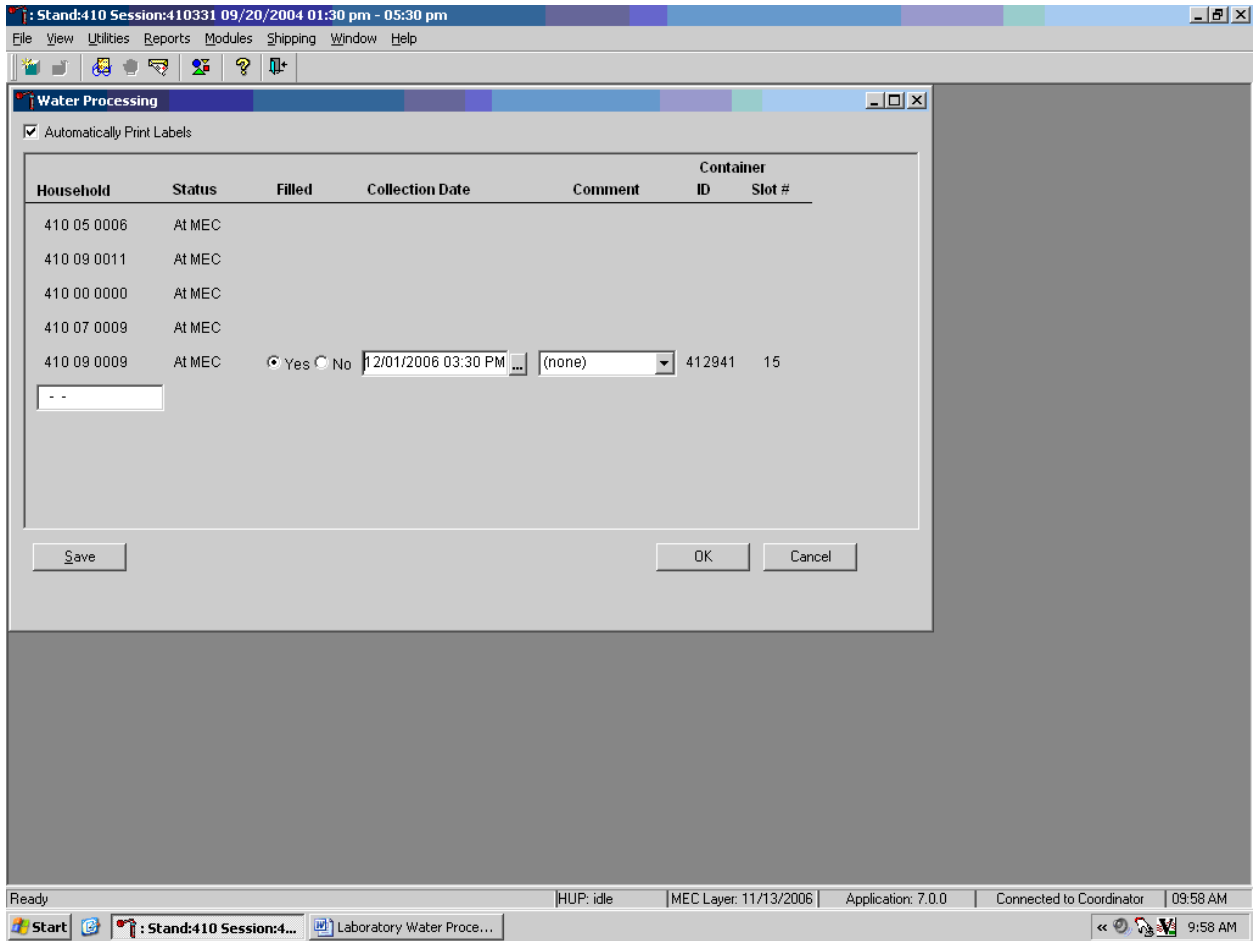 : Stand:410 Session:410331 09/20/2004 01:30 pm - 05:30 pm
File View Utilities Reports Modules Shipping Window Help
Water Processing
Automatically Print Labels
Container
Household Status Filled Collection Date Comment ID Slot #
410 05 0006 At MEC
410 09 0011 At MEC
410 00 0000 At MEC
410 07 0009 At MEC
410 09 0009 At MEC Yes No 12/01/2006 03:30 PM ... (none) 412941 15
- -
Save OK Cancel
Ready HUP: idle MEC Layer: 11/13/2006 Application: 7.0.0 Connected to Coordinator 09:58 AM
Start : Stand:410 Session:4... Laboratory Water Proce... « 9:58 AM